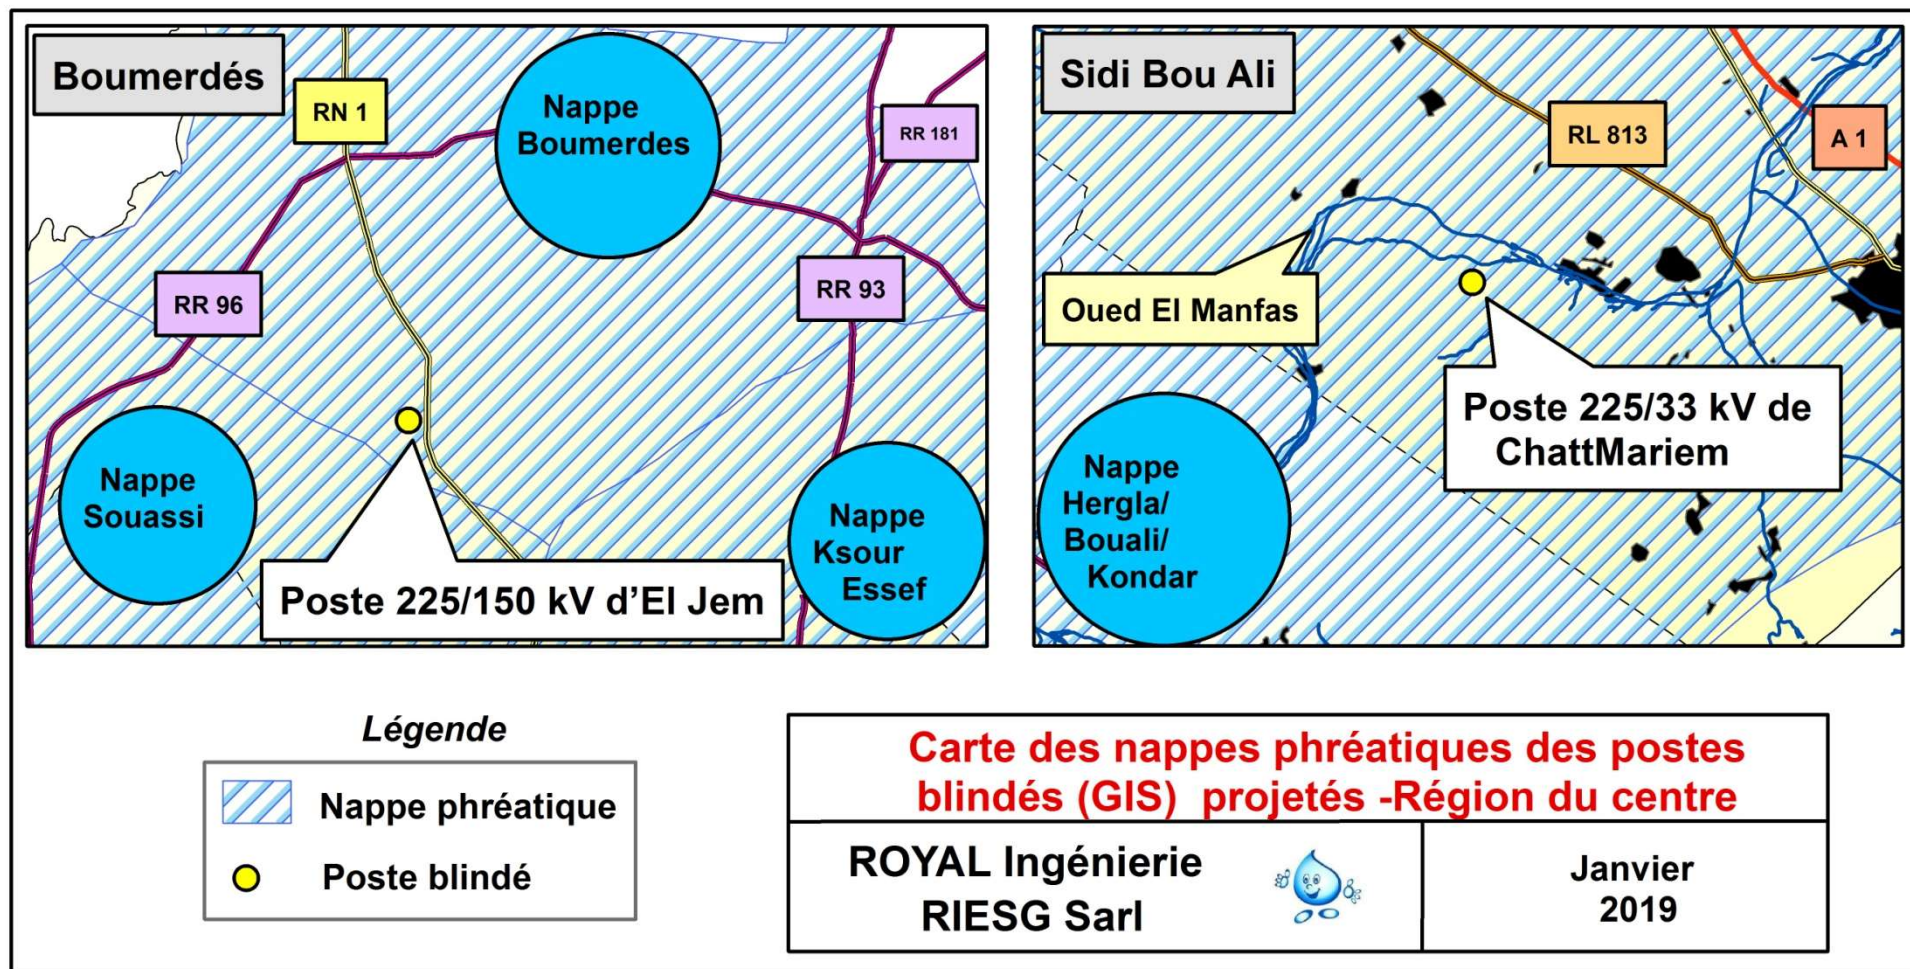 Boumerdés
RN 1
Nappe
Boumerdes
RR 181
RR 96
RR 93
Nappe
Souassi
Nappe
Ksour
Essef
Poste 225/150 kV d’El Jem
Sidi Bou Ali
RL 813
A 1
Oued El Manfas
Poste 225/33 kV de
ChattMariem
Nappe
Hergla/
Bouali/
Kondar
Légende
Nappe phréatique
Poste blindé
Carte des nappes phréatiques des postes
blindés (GIS) projetés -Région du centre
ROYAL Ingénierie
RIESG Sarl
Janvier
2019